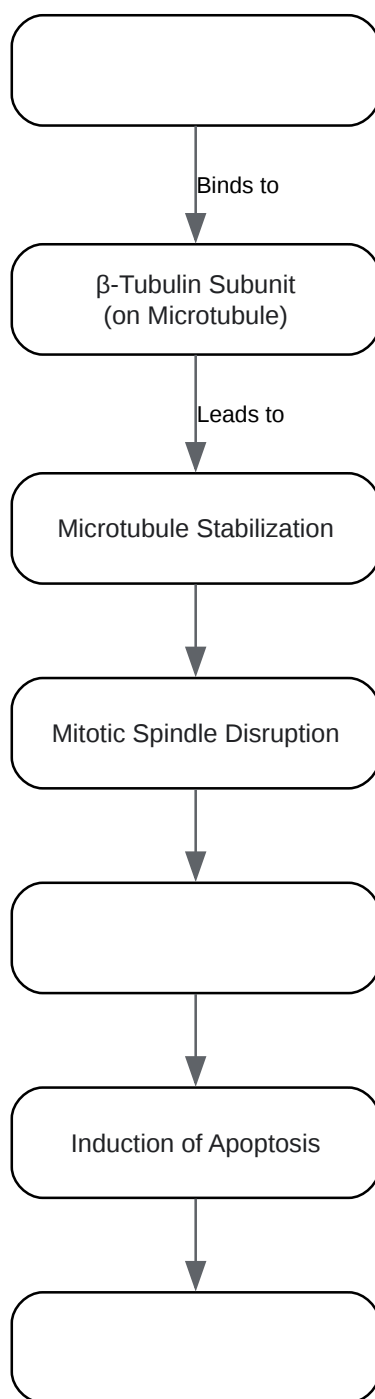 Binds to
β-Tubulin Subunit
(on Microtubule)
Leads to
Microtubule Stabilization
Mitotic Spindle Disruption
Induction of Apoptosis